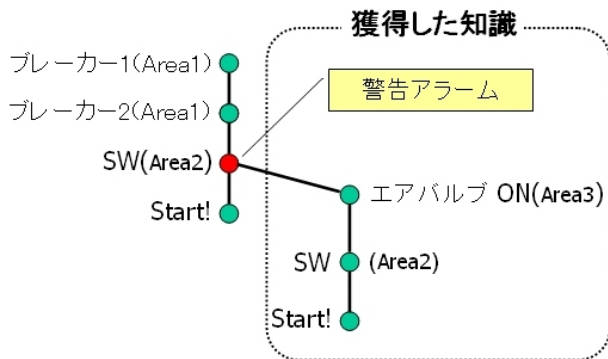 獲得した知識
ブレーカー1(Area1)
警告アラーム
ブレーカー2(Area1)
SW(Area2)
エアバルブ ON(Area3)
Start!
SW (Area2)
Start!